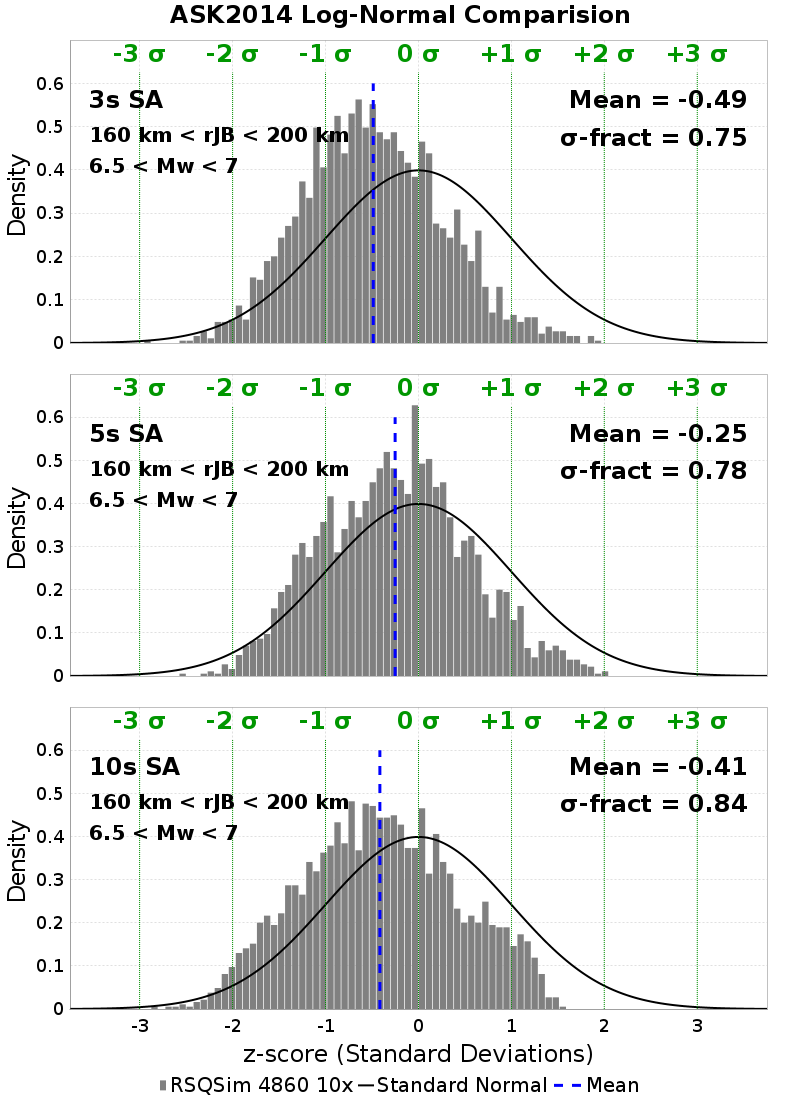 ASK2014 Log-Normal Comparision
-3 σ -2 σ -1 σ 0 σ +1 σ +2 σ +3 σ
3s SA
160 km < rJB < 200 km
6.5 < Mw < 7
Mean = -0.49
σ-fract = 0.75
Density
0.6
0.5
0.4
0.3
0.2
0.1
0
-3 σ -2 σ -1 σ 0 σ +1 σ +2 σ +3 σ
5s SA
160 km < rJB < 200 km
6.5 < Mw < 7
Mean = -0.25
σ-fract = 0.78
Density
0.6
0.5
0.4
0.3
0.2
0.1
0
-3 σ -2 σ -1 σ 0 σ +1 σ +2 σ +3 σ
10s SA
160 km < rJB < 200 km
6.5 < Mw < 7
Mean = -0.41
σ-fract = 0.84
Density
0.6
0.5
0.4
0.3
0.2
0.1
0
-3 -2 -1 0 1 2 3
z-score (Standard Deviations)
RSQSim 4860 10x Standard Normal Mean